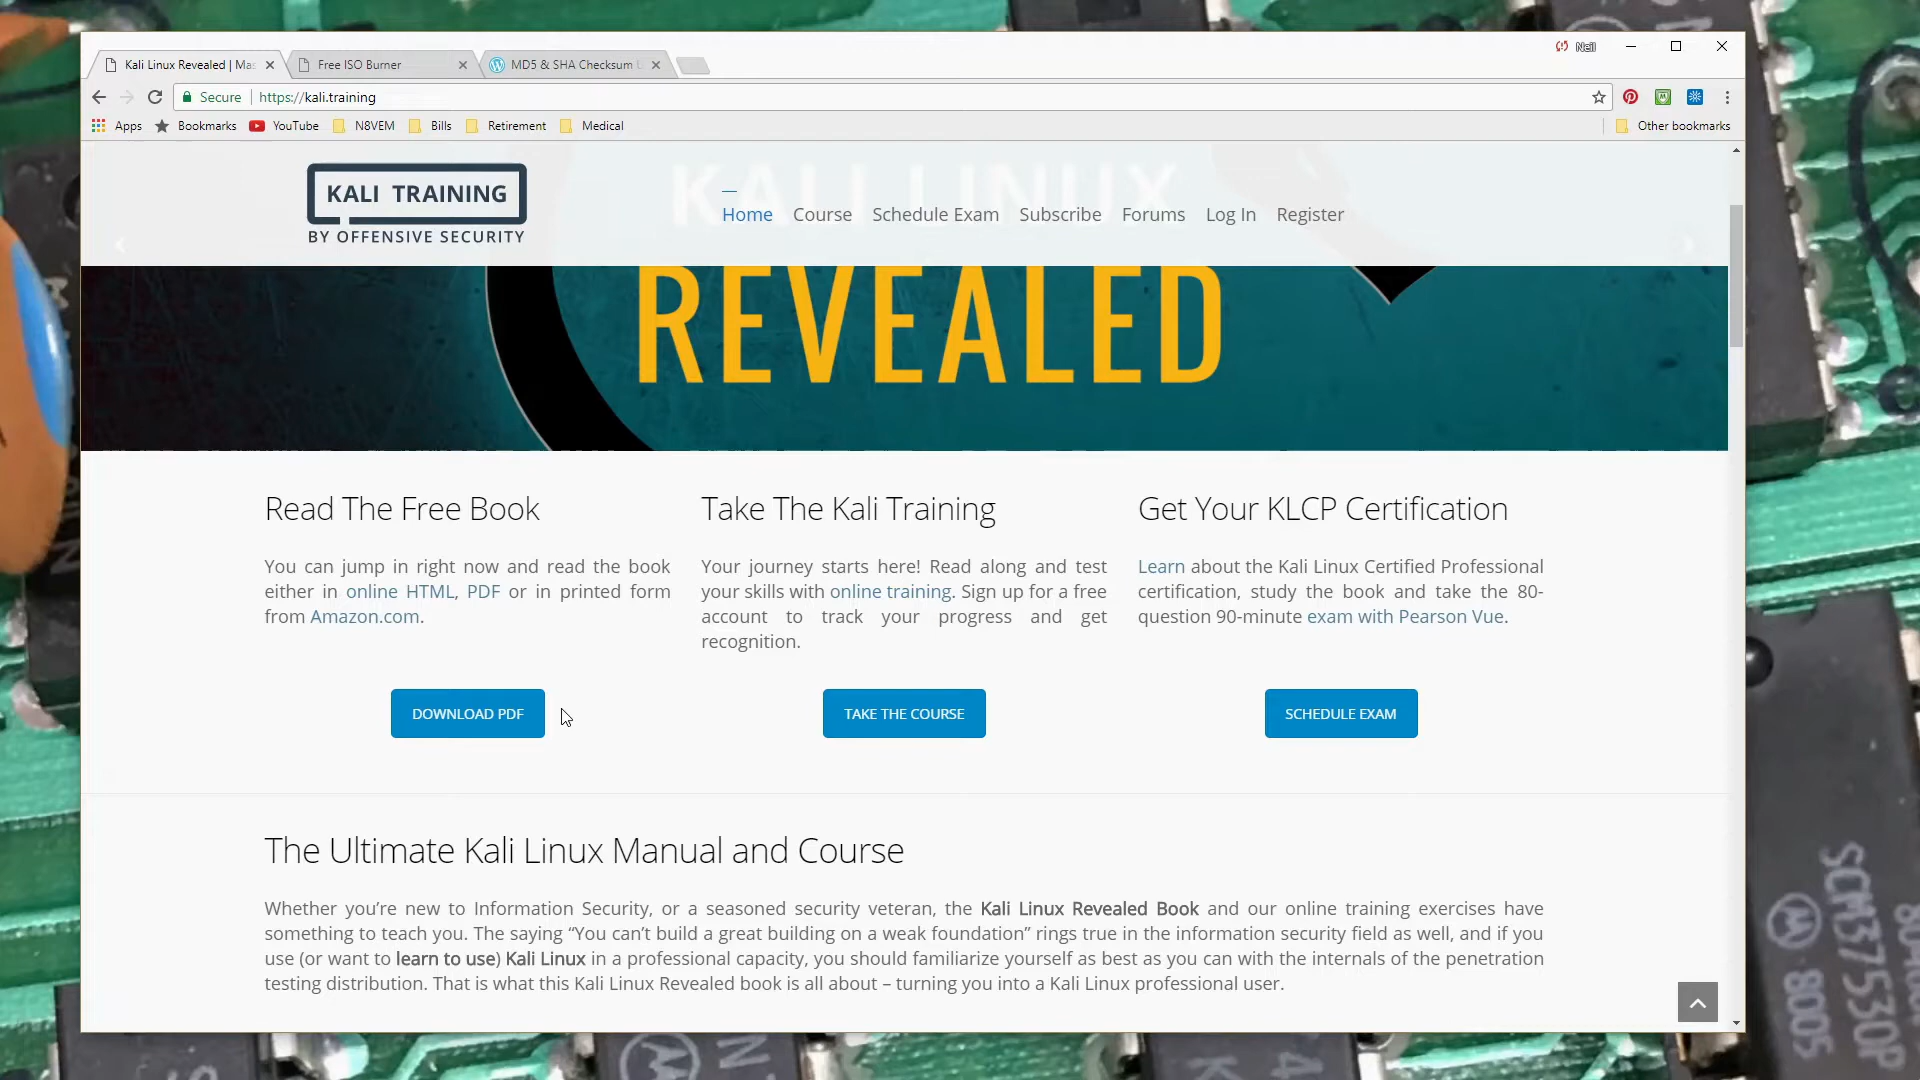 Neil
Kali Linux Revealed | Mas
Free ISO Burner
MD5 & SHA Checksum U
Secure
https://kali.training
Apps
Bookmarks
YouTube
N8VEM
Bills
Retirement
Medical
Other bookmarks
KALI LINUX
KALI TRAINING
BY OFFENSIVE SECURITY
Home
Course
Schedule Exam
Subscribe
Forums
Log In
Register
REVEALED
Read The Free Book
You can jump in right now and read the book
either in online HTML, PDF or in printed form
from Amazon.com.
DOWNLOAD PDF
Take The Kali Training
Your journey starts here! Read along and test
your skills with online training. Sign up for a free
account to track your progress and get
recognition.
TAKE THE COURSE
Get Your KLCP Certification
Learn about the Kali Linux Certified Professional
certification, study the book and take the 80-
question 90-minute exam with Pearson Vue.
SCHEDULE EXAM
The Ultimate Kali Linux Manual and Course
Whether you’re new to Information Security, or a seasoned security veteran, the Kali Linux Revealed Book and our online training exercises have
something to teach you. The saying “You can’t build a great building on a weak foundation” rings true in the information security field as well, and if you
use (or want to learn to use) Kali Linux in a professional capacity, you should familiarize yourself as best as you can with the internals of the penetration
testing distribution. That is what this Kali Linux Revealed book is all about – turning you into a Kali Linux professional user.
SCM37530P
8005